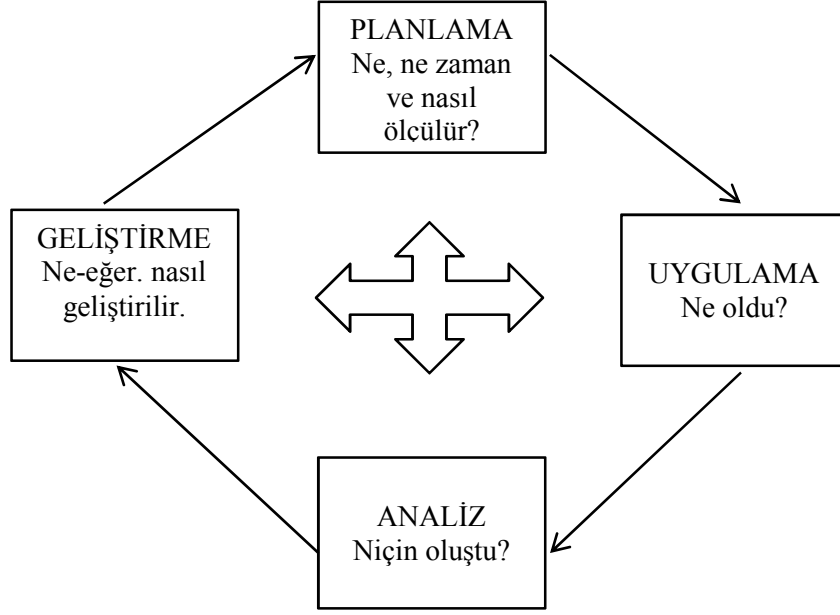 PLANLAMA
Ne, ne zaman
ve nasıl
ölçülür?
GELİŞTİRME
Ne-eğer. nasıl
geliştirilir.
UYGULAMA
Ne oldu?
ANALİZ
Niçin oluştu?